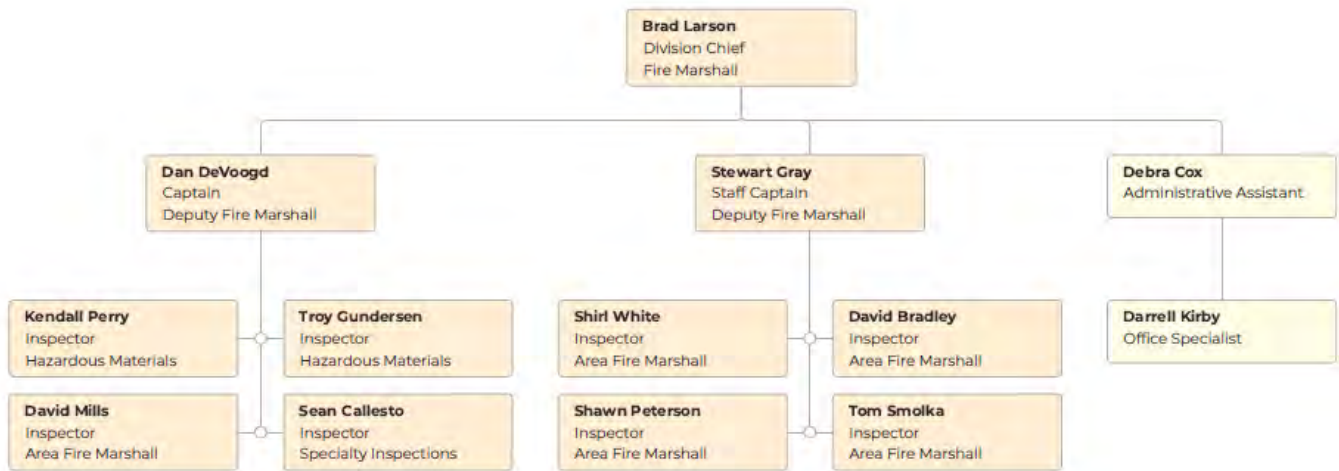 Brad Larson
Division Chief
Fire Marshall
Dan DeVoogd
Captain
Deputy Fire Marshall
Stewart Gray
Staff Captain
Deputy Fire Marshall
Debra Cox
Administrative Assistant
Kendall Perry
Inspector
Hazardous Materials
Troy Gundersen
Inspector
Hazardous Materials
Shirl White
Inspector
Area Fire Marshall
David Bradley
Inspector
Area Fire Marshall
Darrell Kirby
Office Specialist
David Mills
Inspector
Area Fire Marshall
Sean Callesto
Inspector
Specialty Inspections
Shawn Peterson
Inspector
Area Fire Marshall
Tom Smolka
Inspector
Area Fire Marshall